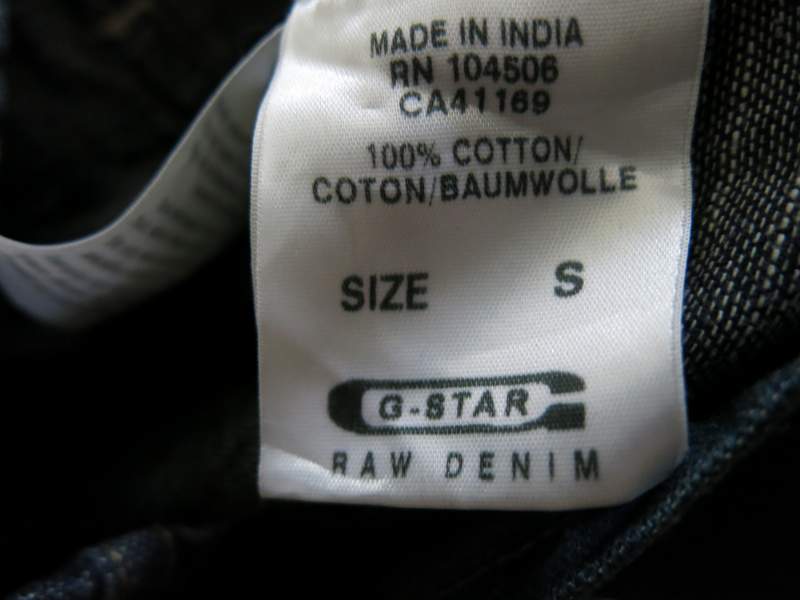 MADE IN INDIA
RN 104506
CA41169
100% COTTON/
COTON/BAUMWOLLE
SIZE S
G-STAR
RAW DENIM